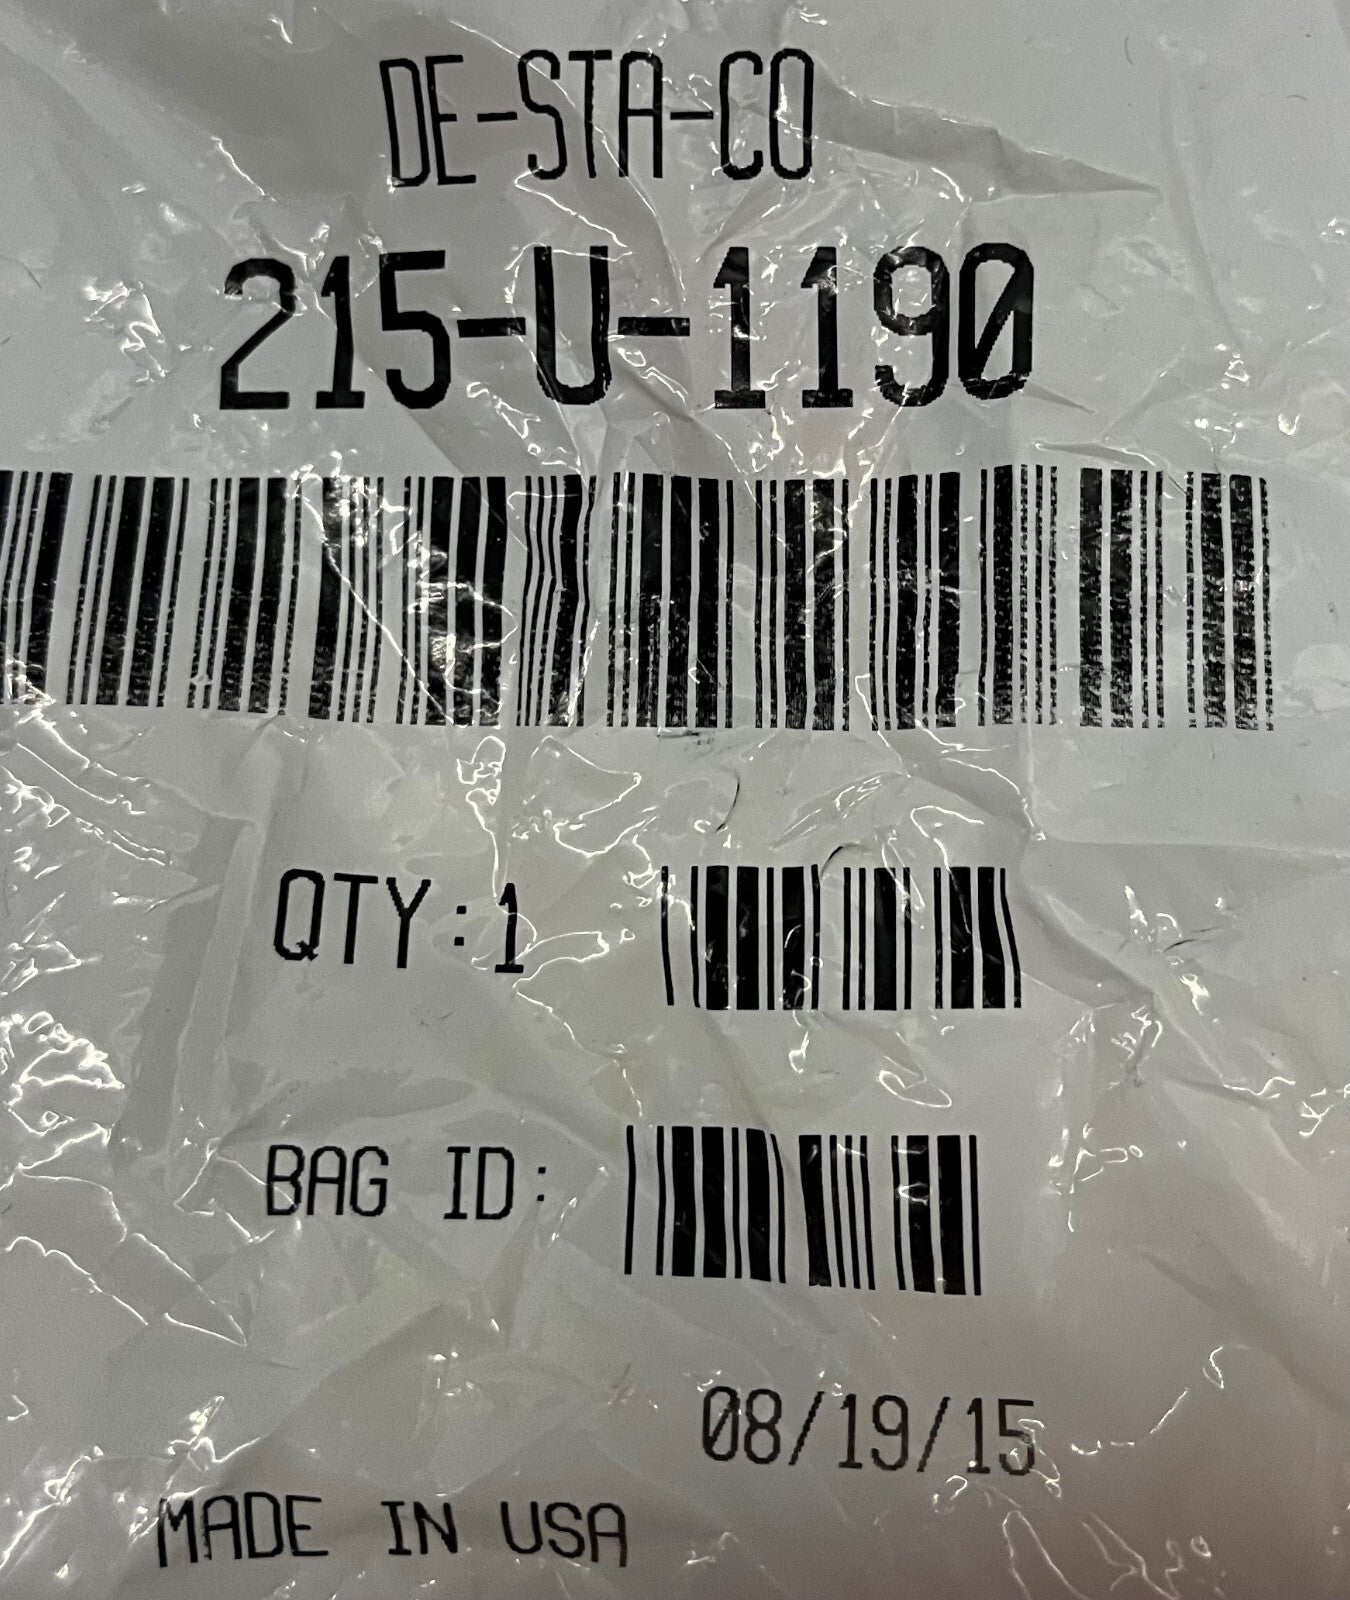 DE-STA-CO
215-U-1190
QTY:1
BAG ID:
08/19/15
MADE IN USA